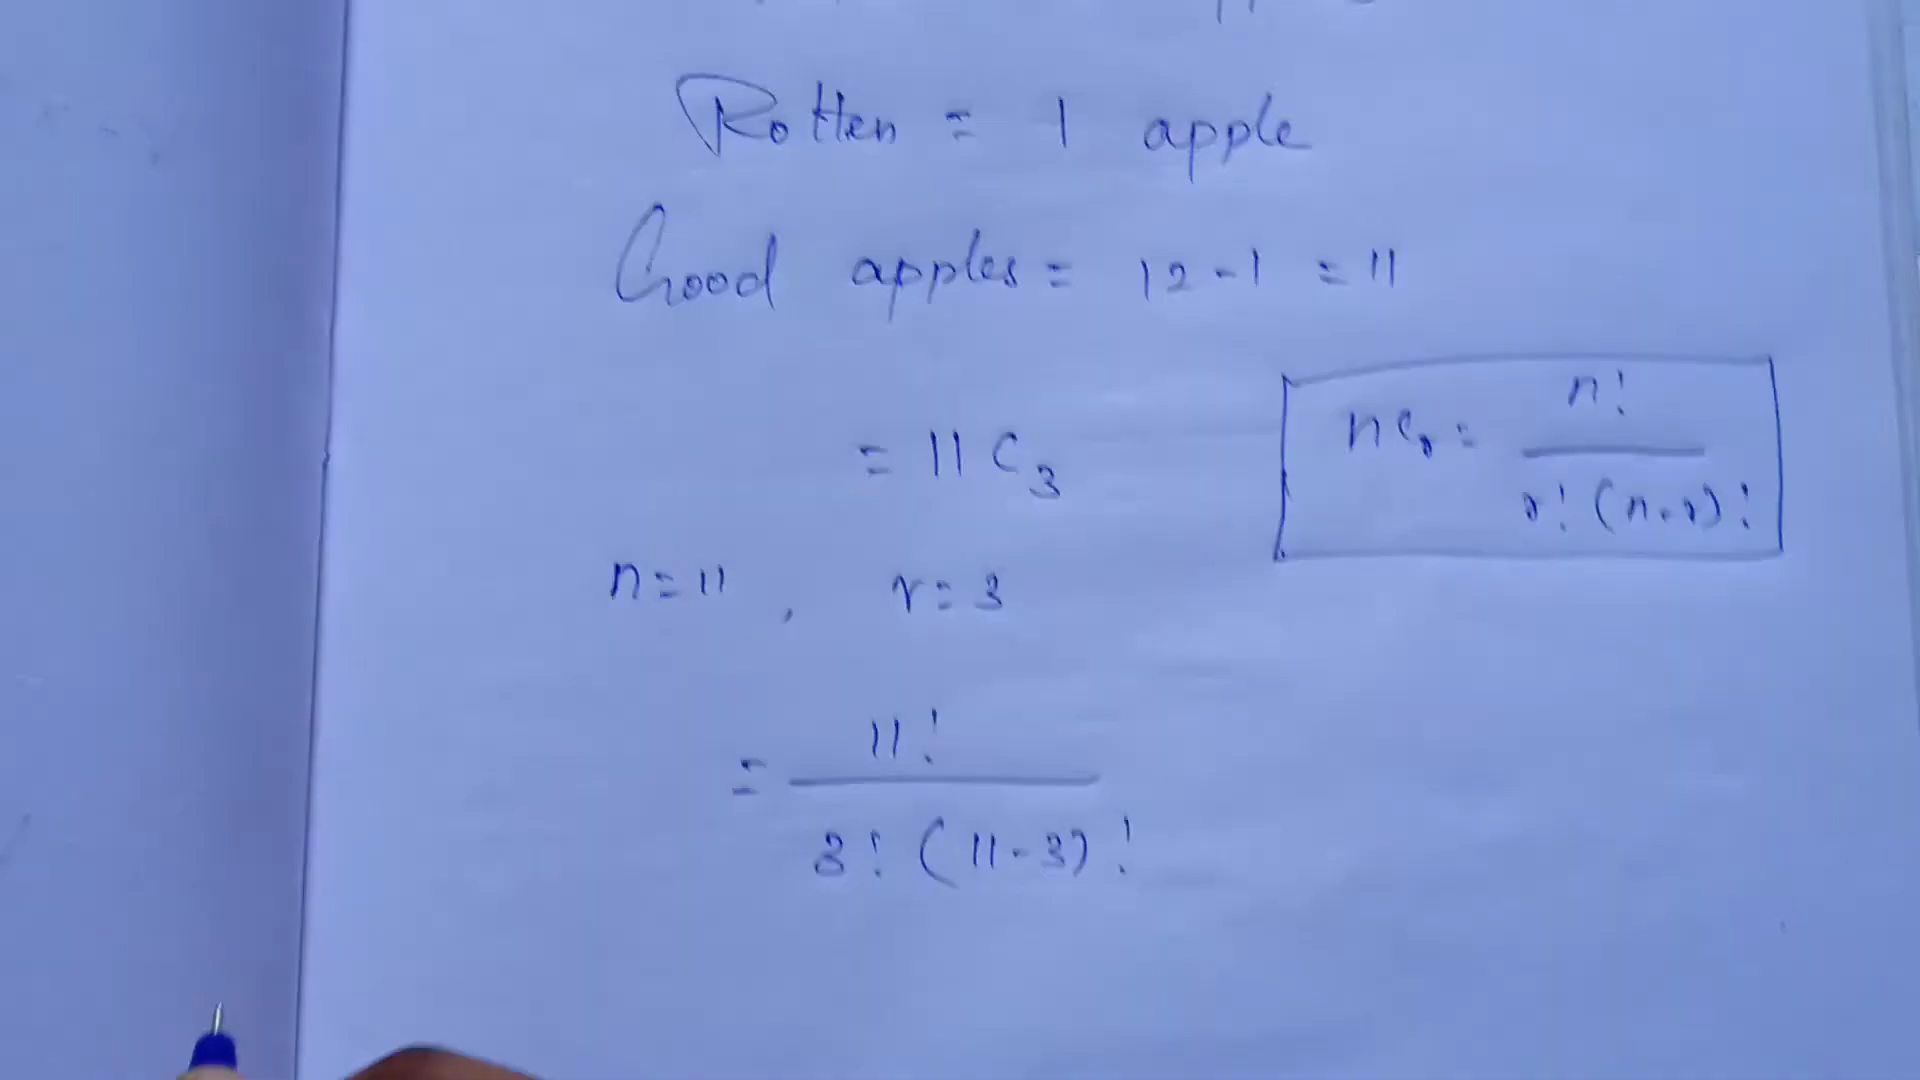 Rotten = 1 apple
Good apples = 12 - 1 = 11
= 11 C3
nCr = n! / r! (n-r)!
n = 11 , r = 3
= 11! / 3! (11-3)!